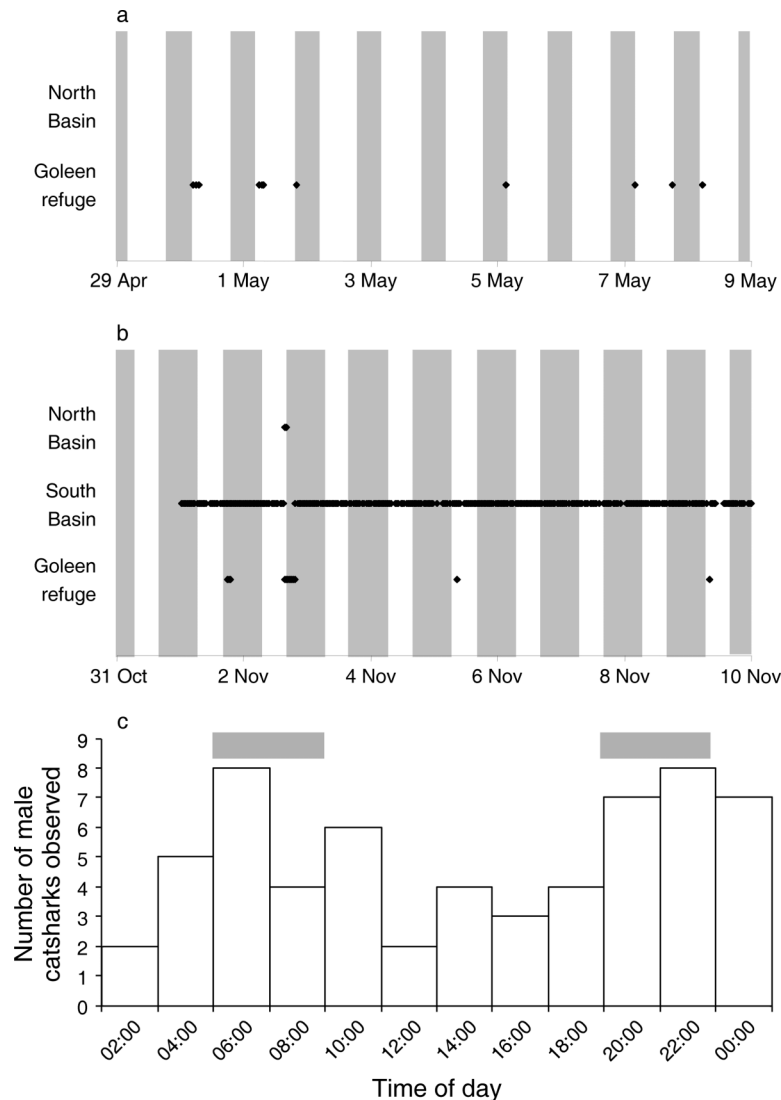 a
North
Basin
Goleen
refuge
29 Apr 1 May 3 May 5 May 7 May 9 May
b
North
Basin
South
Basin
Goleen
refuge
31 Oct 2 Nov 4 Nov 6 Nov 8 Nov 10 Nov
c
Number of male
catsharks observed
9
8
7
6
5
4
3
2
1
0
02:00 04:00 06:00 08:00 10:00 12:00 14:00 16:00 18:00 20:00 22:00 00:00
Time of day